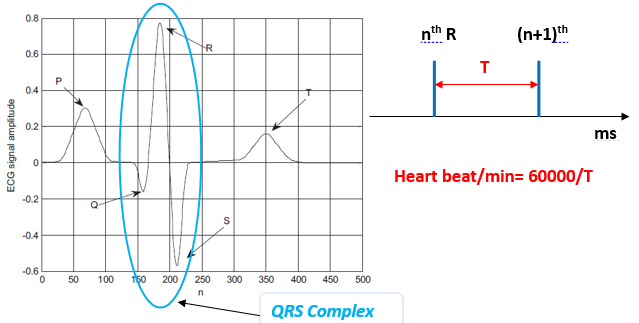 0.8
0.6
0.4
0.2
0
-0.2
-0.4
-0.6
ECG signal amplitude
P
Q
R
S
T
0 50 100 150 200 250 300 350 400 450 500
n
QRS Complex
nth R
(n+1)th
T
ms
Heart beat/min= 60000/T